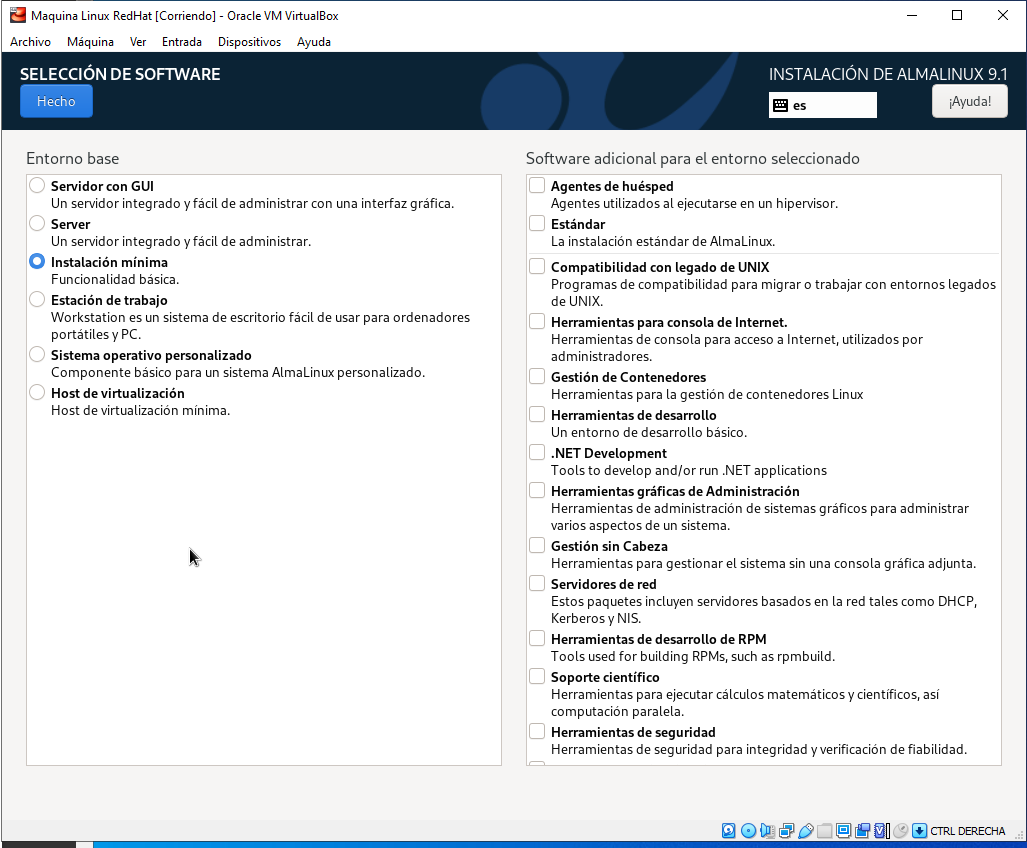 Maquina Linux RedHat [Corriendo] - Oracle VM VirtualBox
Archivo Máquina Ver Entrada Dispositivos Ayuda
SELECCIÓN DE SOFTWARE
INSTALACIÓN DE ALMALINUX 9.1
Hecho
es
¡Ayuda!
Entorno base
Servidor con GUI
Un servidor integrado y fácil de administrar con una interfaz gráfica.
Server
Un servidor integrado y fácil de administrar.
Instalación mínima
Funcionalidad básica.
Estación de trabajo
Workstation es un sistema de escritorio fácil de usar para ordenadores
portátiles y PC.
Sistema operativo personalizado
Componente básico para un sistema AlmaLinux personalizado.
Host de virtualización
Host de virtualización mínima.
Software adicional para el entorno seleccionado
Agentes de huésped
Agentes utilizados al ejecutarse en un hipervisor.
Estándar
La instalación estándar de AlmaLinux.
Compatibilidad con legado de UNIX
Programas de compatibilidad para migrar o trabajar con entornos legados
de UNIX.
Herramientas para consola de Internet.
Herramientas de consola para acceso a Internet, utilizados por
administradores.
Gestión de Contenedores
Herramientas para la gestión de contenedores Linux
Herramientas de desarrollo
Un entorno de desarrollo básico.
.NET Development
Tools to develop and/or run .NET applications
Herramientas gráficas de Administración
Herramientas de administración de sistemas gráficos para administrar
varios aspectos de un sistema.
Gestión sin Cabeza
Herramientas para gestionar el sistema sin una consola gráfica adjunta.
Servidores de red
Estos paquetes incluyen servidores basados en la red tales como DHCP,
Kerberos y NIS.
Herramientas de desarrollo de RPM
Tools used for building RPMs, such as rpmbuild.
Soporte científico
Herramientas para ejecutar cálculos matemáticos y científicos, así
computación paralela.
Herramientas de seguridad
Herramientas de seguridad para integridad y verificación de fiabilidad.
CTRL DERECHA